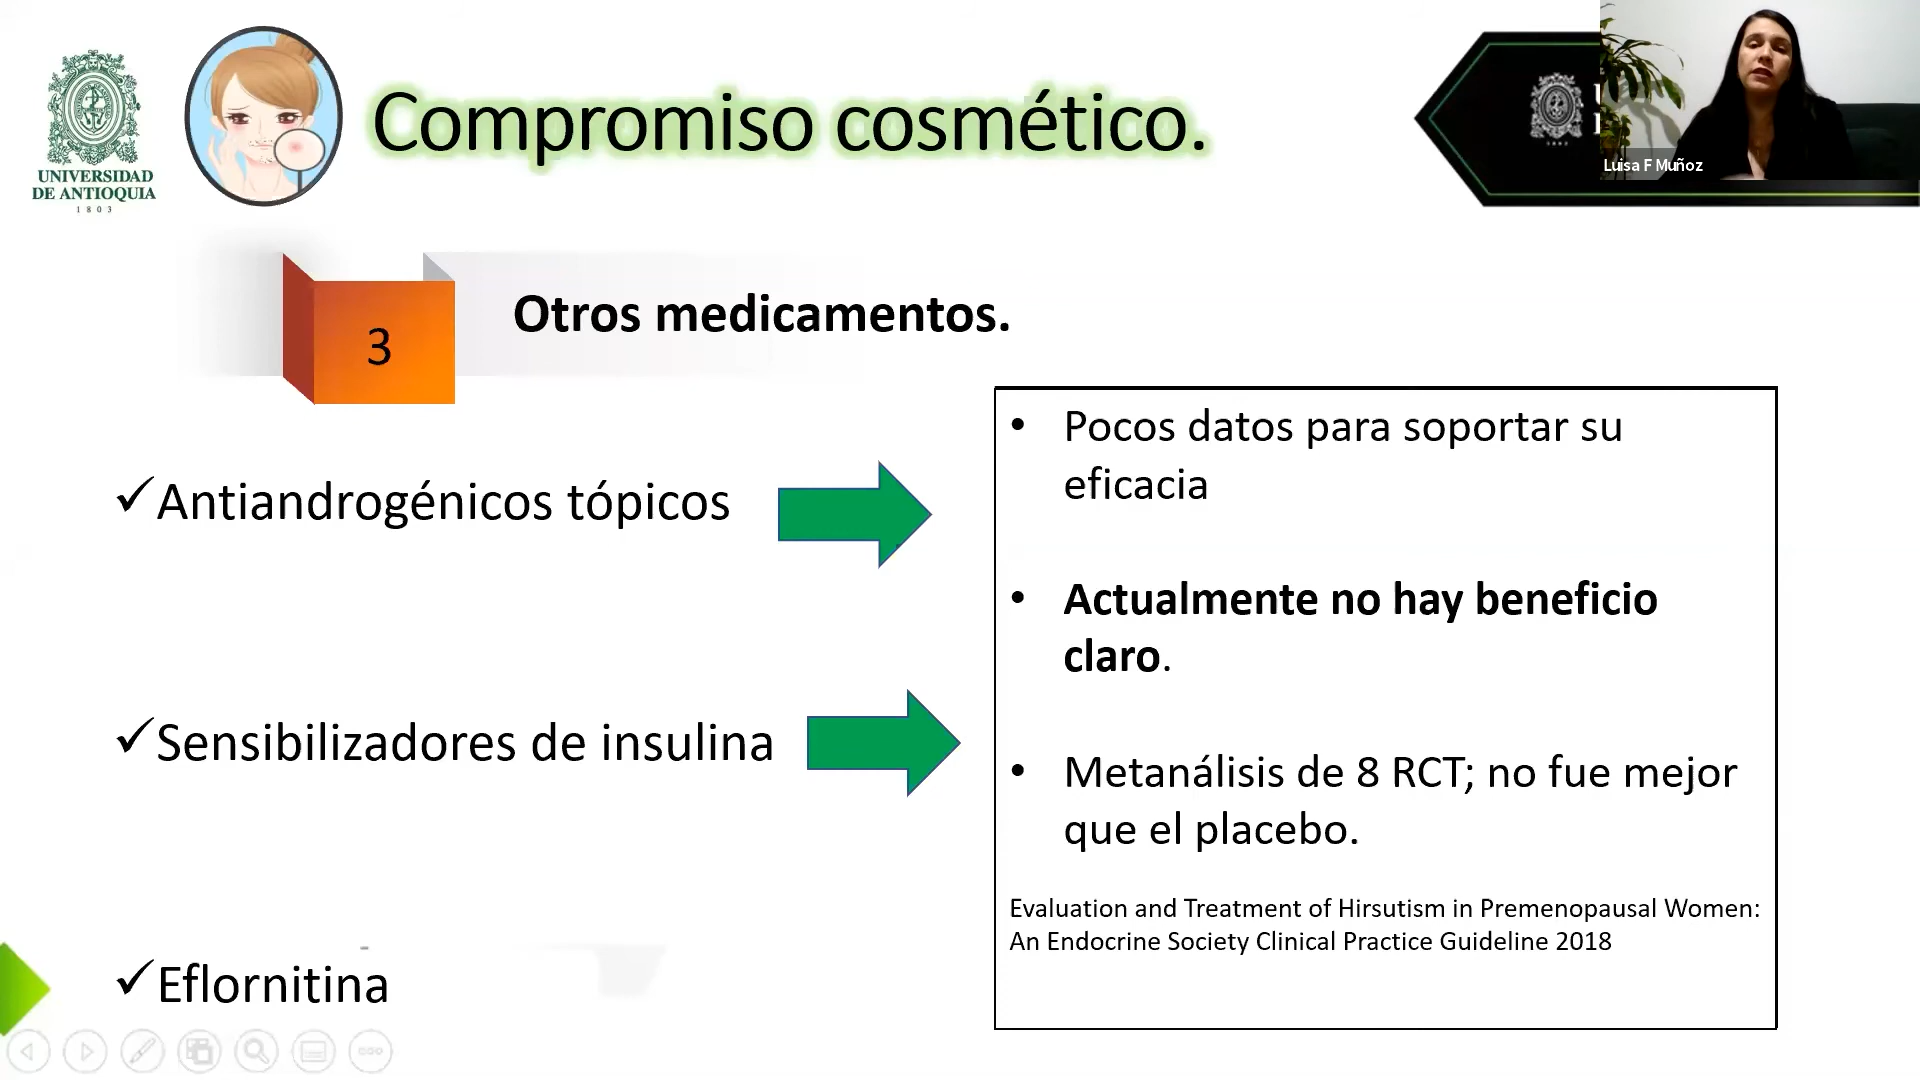 UNIVERSIDAD
DE ANTIOQUIA
1803
Compromiso cosmético.
Luisa F Muñoz
3
Otros medicamentos.
✓Antiandrogénicos tópicos
✓Sensibilizadores de insulina
✓Eflornitina
• Pocos datos para soportar su
eficacia
• Actualmente no hay beneficio
claro.
• Metanálisis de 8 RCT; no fue mejor
que el placebo.
Evaluation and Treatment of Hirsutism in Premenopausal Women:
An Endocrine Society Clinical Practice Guideline 2018